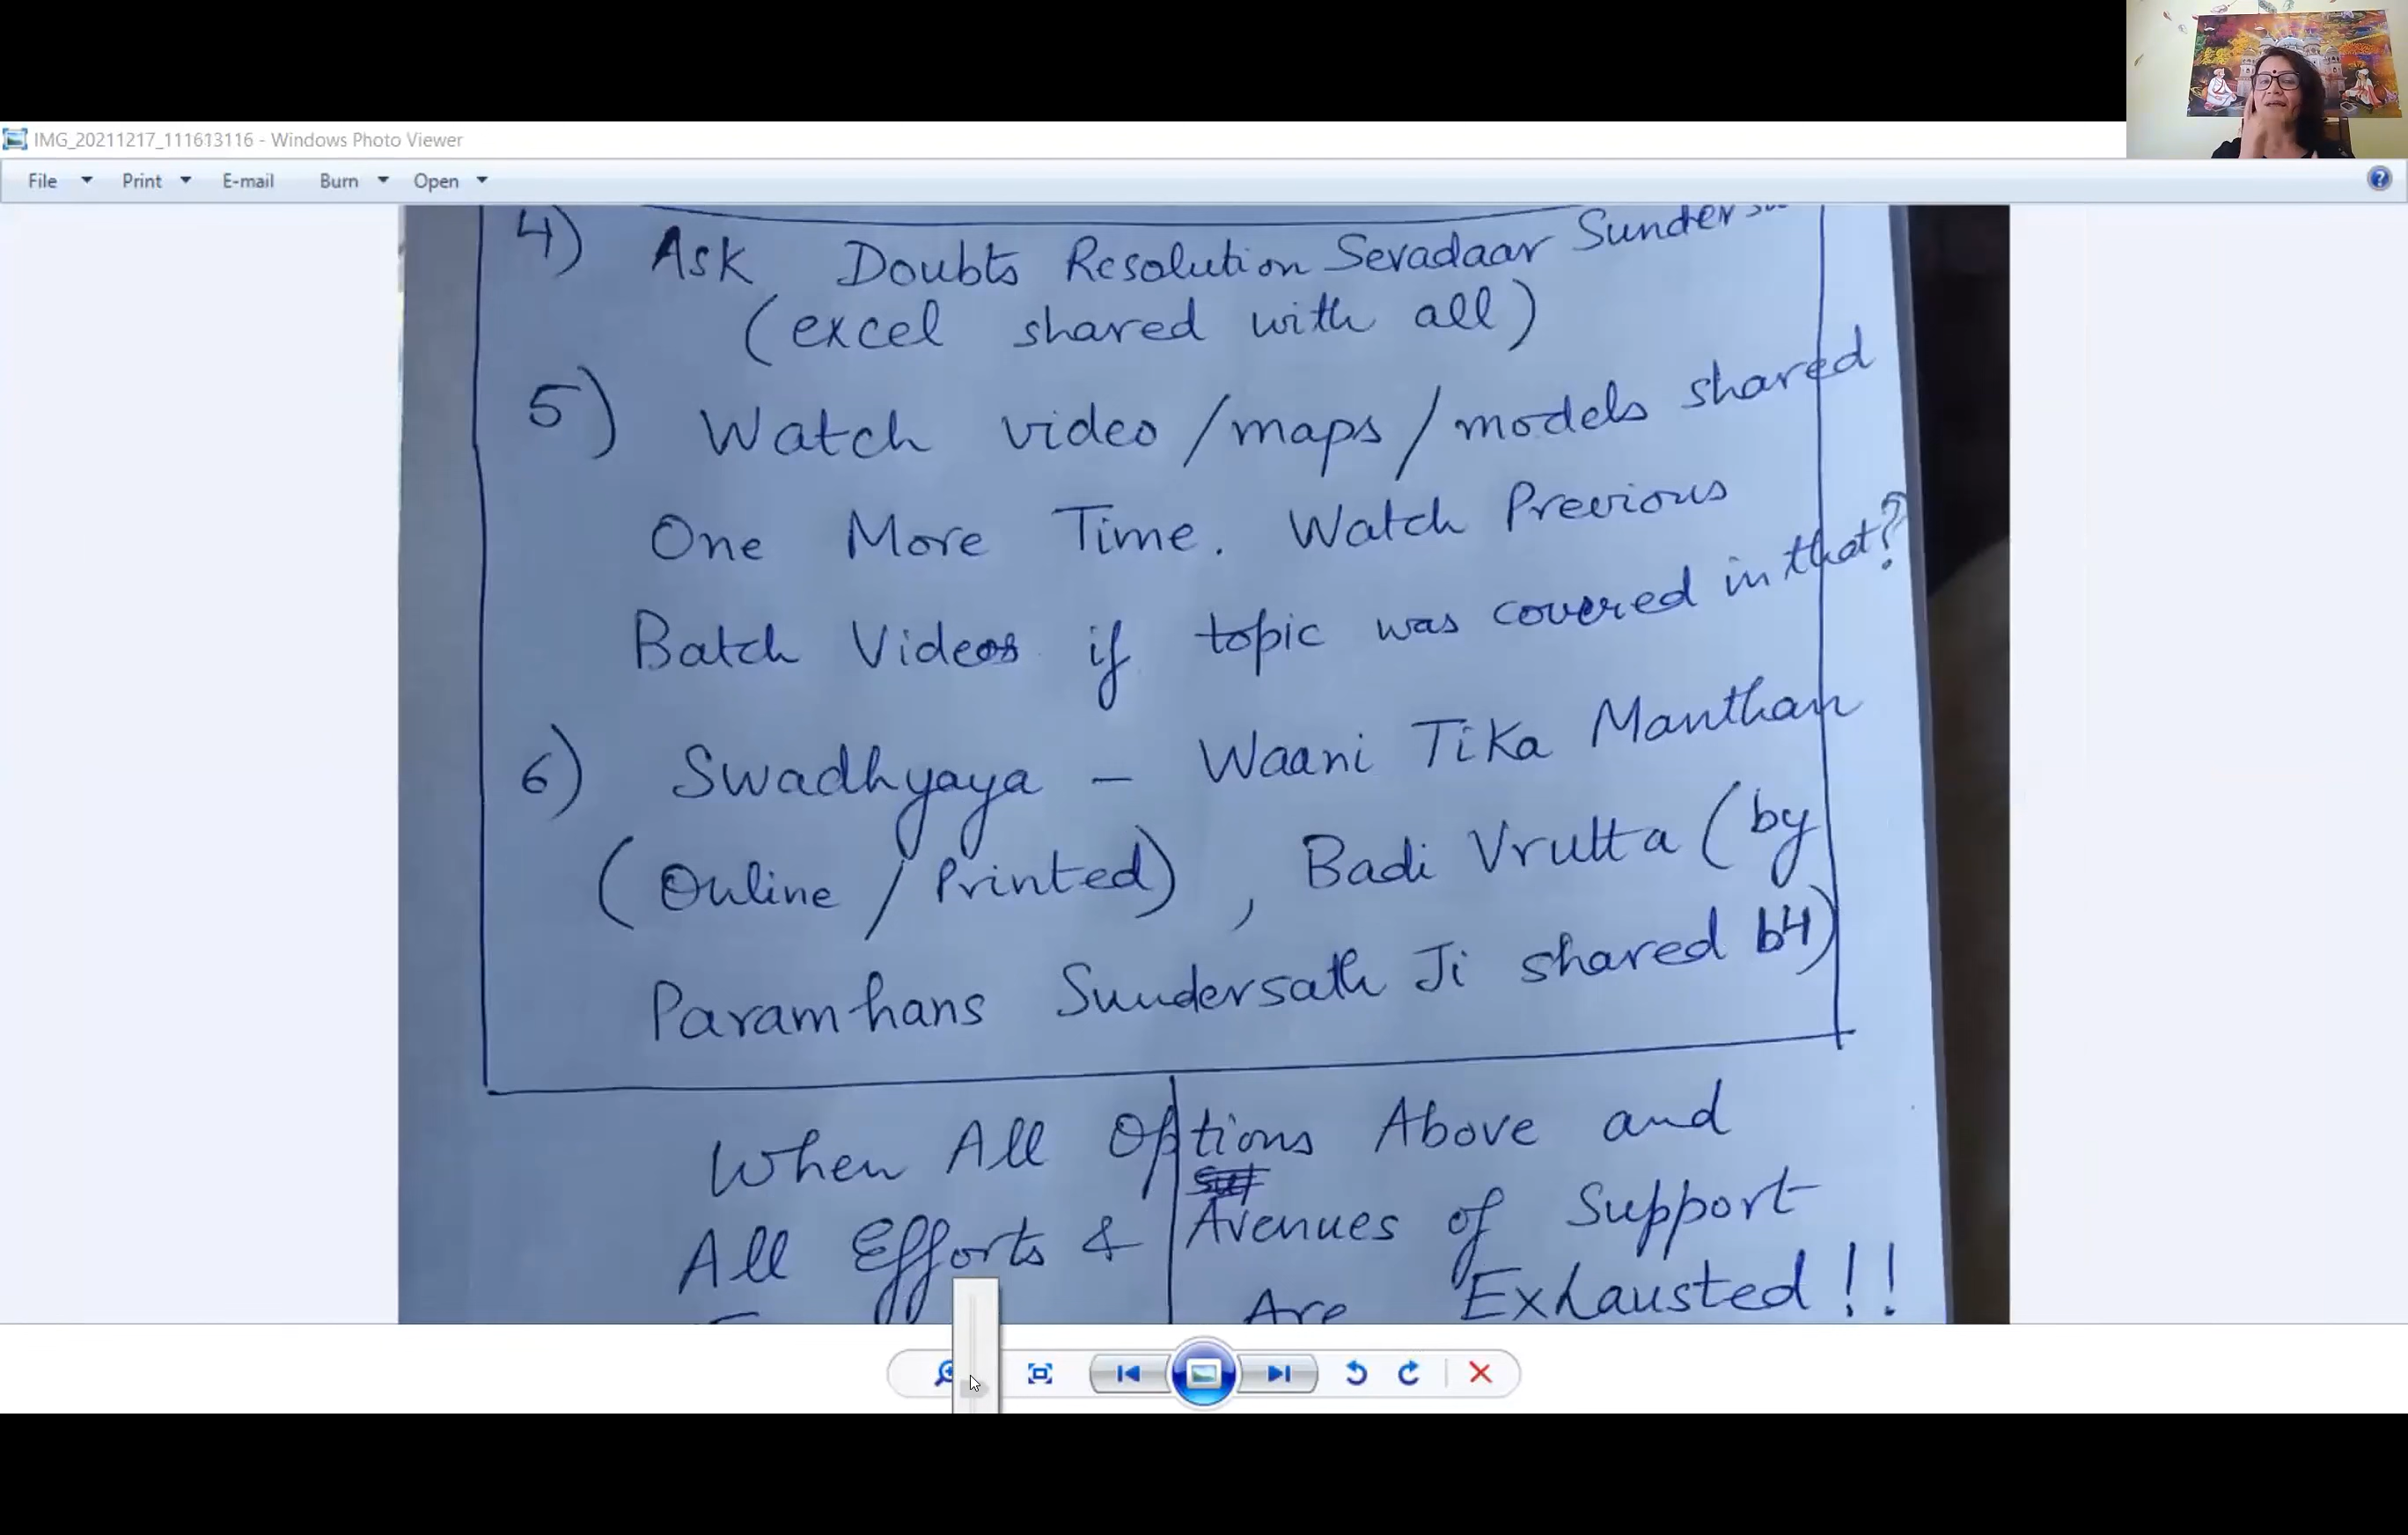 IMG_20211217_111613116 - Windows Photo Viewer
File Print E-mail Burn Open
4) Ask Doubts Resolution Sevadaar
(excel shared with all)
5) Watch video/maps/models shared
One More Time. Watch Previous
Batch Videos if topic was covered in that?
6) Swadhyaya - Waani Tika Manthan
(Online/Printed), Badi Vrutta (by
Paramhans Sundersath Ji shared b4)
When All Options Above and
All Efforts & Avenues of Support
Are Exhausted!!